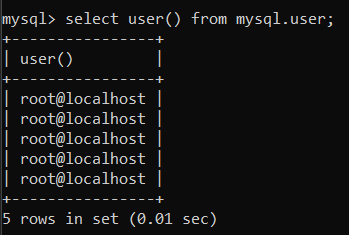 mysql> select user() from mysql.user;
+----------------+
| user()         |
+----------------+
| root@localhost |
| root@localhost |
| root@localhost |
| root@localhost |
| root@localhost |
+----------------+
5 rows in set (0.01 sec)